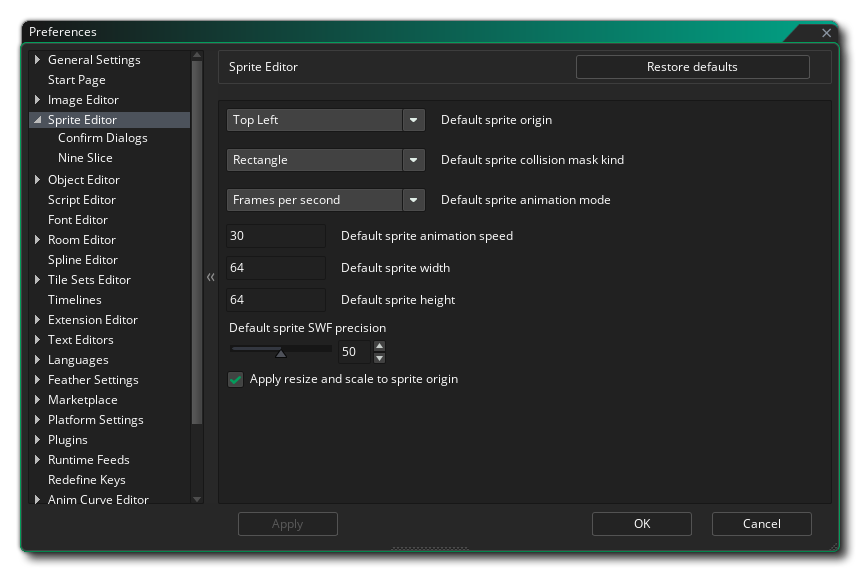 Preferences
General Settings
Start Page
Image Editor
Sprite Editor
Confirm Dialogs
Nine Slice
Object Editor
Script Editor
Font Editor
Room Editor
Spline Editor
Tile Sets Editor
Timelines
Extension Editor
Text Editors
Languages
Feather Settings
Marketplace
Platform Settings
Plugins
Runtime Feeds
Redefine Keys
Anim Curve Editor
Sprite Editor
Restore defaults
Top Left Default sprite origin
Rectangle Default sprite collision mask kind
Frames per second Default sprite animation mode
30 Default sprite animation speed
64 Default sprite width
64 Default sprite height
Default sprite SWF precision
50
Apply resize and scale to sprite origin
Apply
OK
Cancel